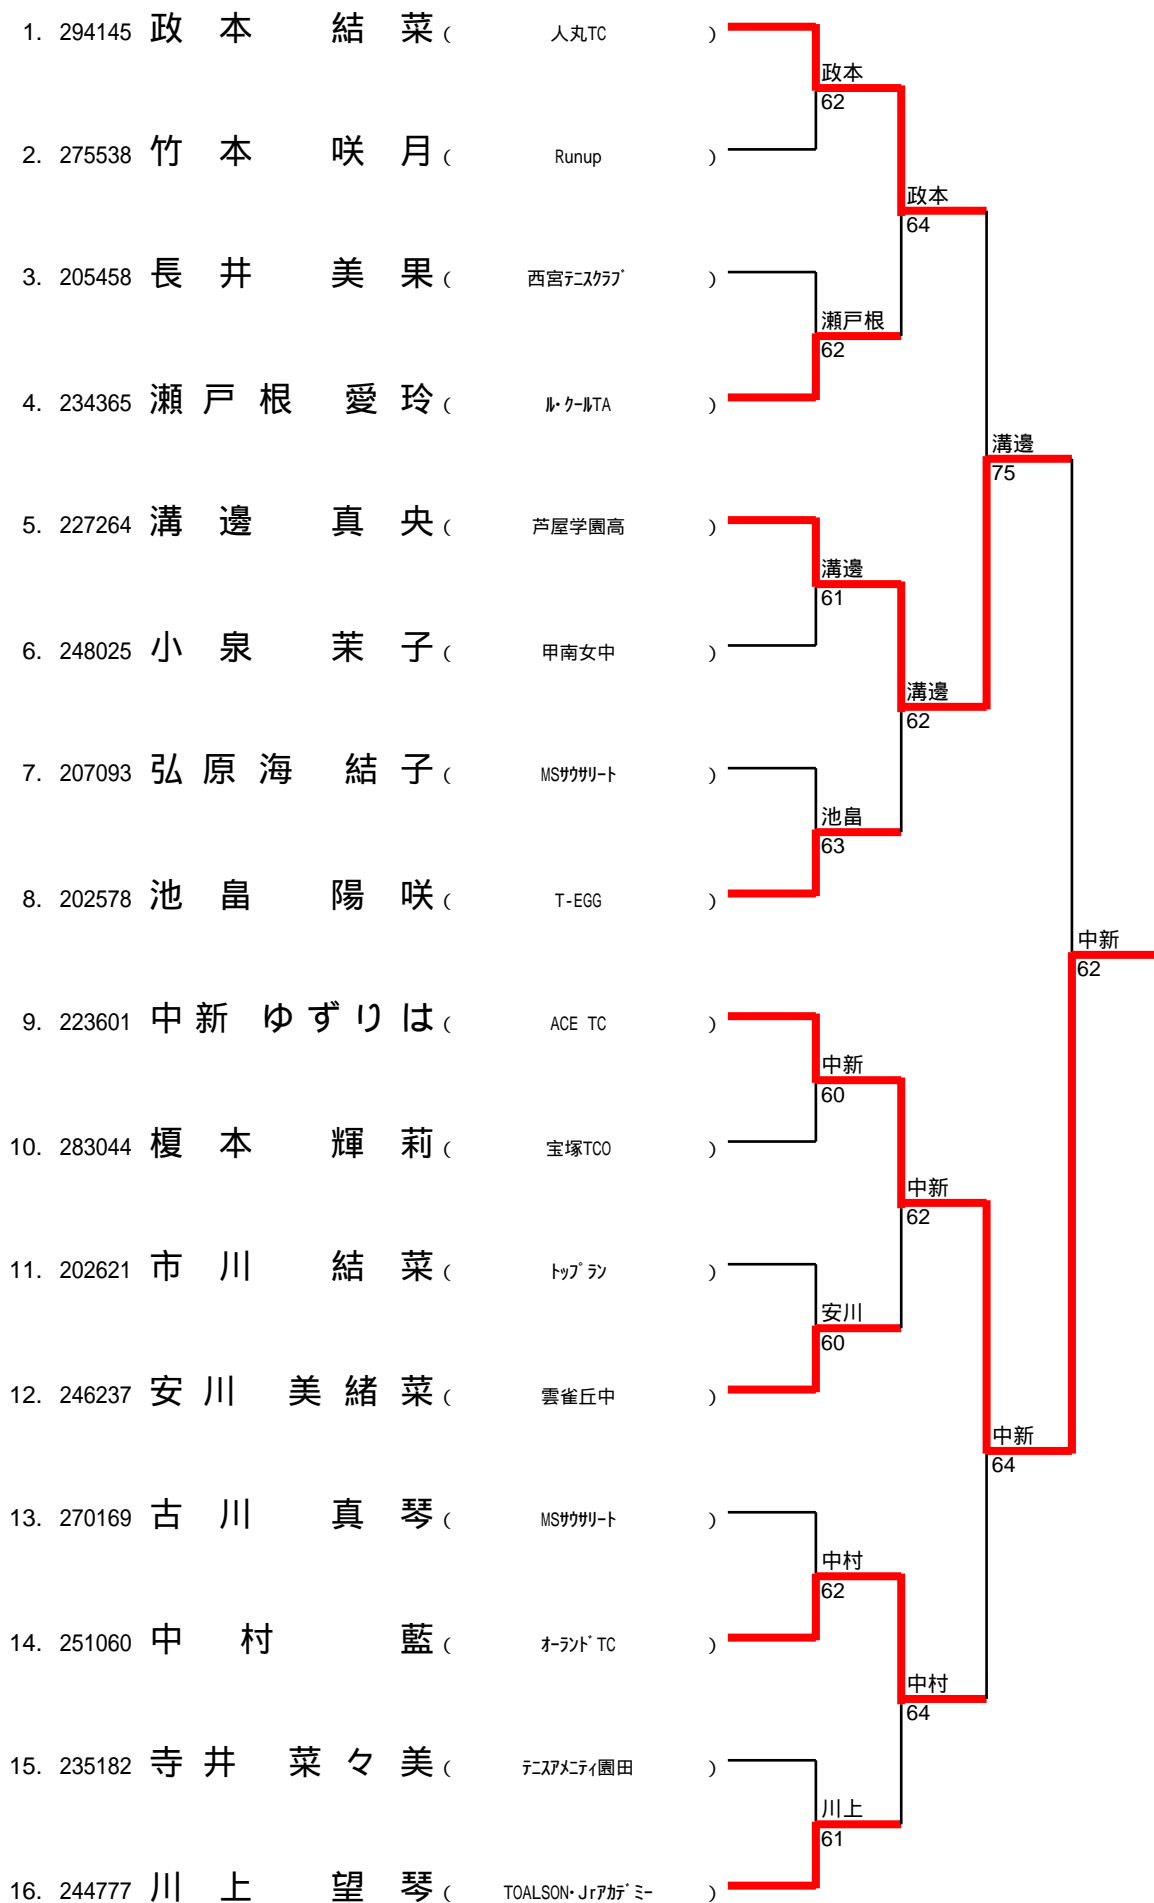 1. 294145 政本 結菜 ( 人丸TC )
政本
62
2. 275538 竹本 咲月 ( Runup )
政本
64
3. 205458 長井 美果 ( 西宮ﾃﾆｽｸﾗﾌﾞ )
瀬戸根
62
4. 234365 瀬戸根 愛玲 ( ﾙ･ｸｰﾙTA )
溝邊
75
5. 227264 溝邊 真央 ( 芦屋学園高 )
溝邊
61
6. 248025 小泉 茉子 ( 甲南女中 )
溝邊
62
7. 207093 弘原海 結子 ( MSｻｳｻﾘｰﾄ )
池畠
63
8. 202578 池畠 陽咲 ( T-EGG )
中新
62
9. 223601 中新 ゆずりは ( ACE TC )
中新
60
10. 283044 榎本 輝莉 ( 宝塚TCO )
中新
62
11. 202621 市川 結菜 ( ﾄｯﾌﾟﾗﾝ )
安川
60
12. 246237 安川 美緒菜 ( 雲雀丘中 )
中新
64
13. 270169 古川 真琴 ( MSｻｳｻﾘｰﾄ )
中村
62
14. 251060 中村 藍 ( ｵｰﾗﾝﾄﾞTC )
中村
64
15. 235182 寺井 菜々美 ( ﾃﾆｽｱﾒﾆﾃｨ園田 )
川上
61
16. 244777 川上 望琴 ( TOALSON･Jrｱｶﾃﾞﾐｰ )